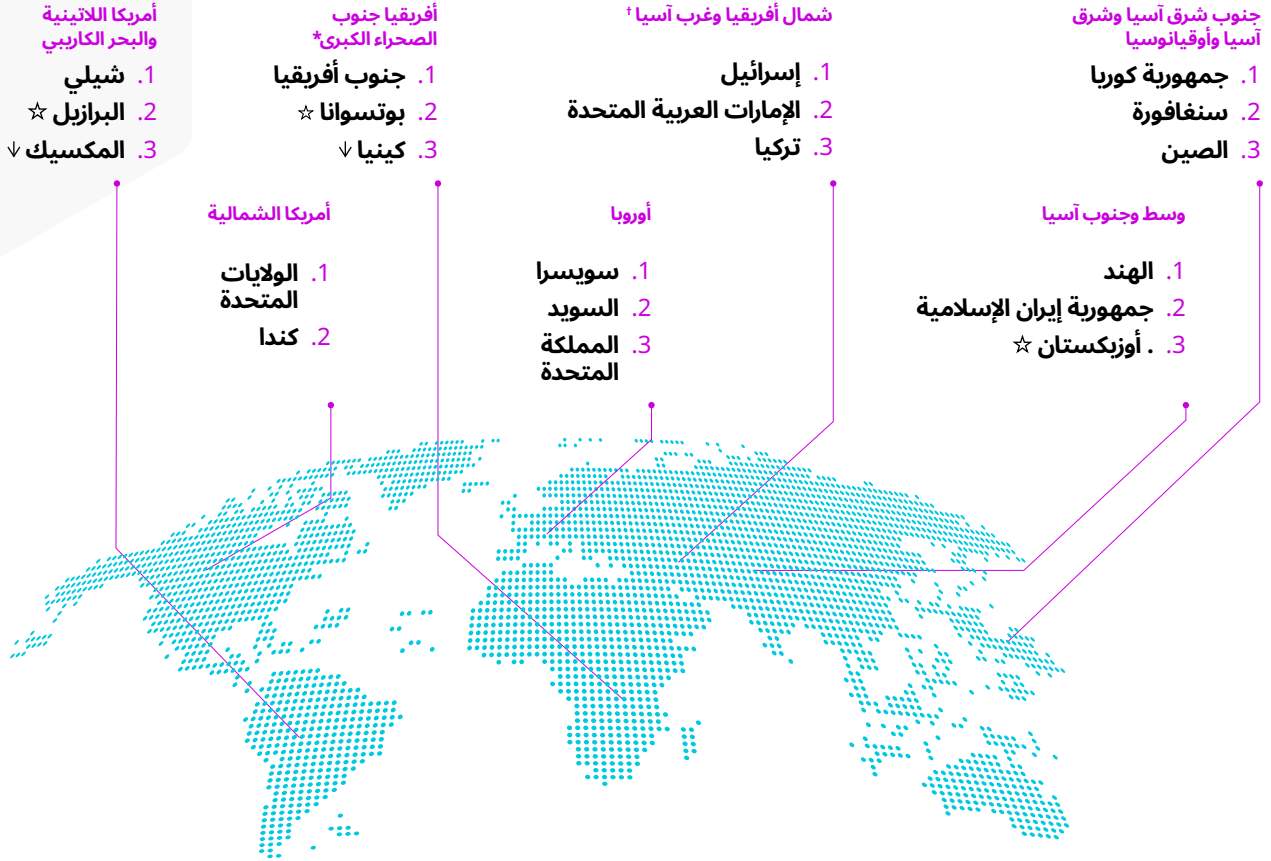 جنوب شرق آسيا وشرق
آسيا وأوقيانوسيا
1. جمهورية كوريا
2. سنغافورة
3. الصين
شمال أفريقيا وغرب آسيا †
1. إسرائيل
2. الإمارات العربية المتحدة
3. تركيا
أفريقيا جنوب
الصحراء الكبرى*
1. جنوب أفريقيا
2. بوتسوانا ☆
3. كينيا ↓
أمريكا اللاتينية
والبحر الكاريبي
1. شيلي
2. البرازيل ☆
3. المكسيك ↓
وسط وجنوب آسيا
1. الهند
2. جمهورية إيران الإسلامية
3. . أوزبكستان ☆
أوروبا
1. سويسرا
2. السويد
3. المملكة
المتحدة
أمريكا الشمالية
1. الولايات
المتحدة
2. كندا